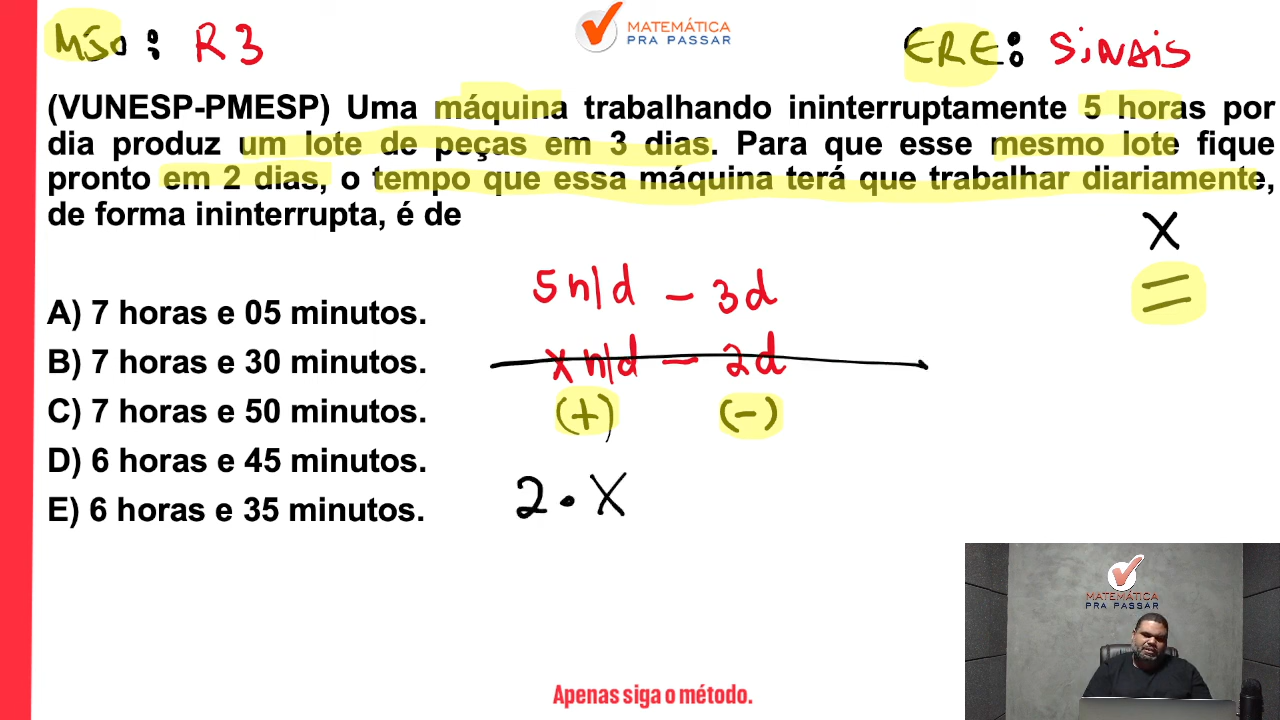 MATEMÁTICA
PRA PASSAR
: R3
ERE: SiNAiS
(VUNESP-PMESP) Uma máquina trabalhando ininterruptamente 5 horas por
dia produz um lote de peças em 3 dias. Para que esse mesmo lote fique
pronto em 2 dias, o tempo que essa máquina terá que trabalhar diariamente,
de forma ininterrupta, é de
X
=
A) 7 horas e 05 minutos.
B) 7 horas e 30 minutos.
C) 7 horas e 50 minutos.
D) 6 horas e 45 minutos.
E) 6 horas e 35 minutos.
5h/d - 3d
x h/d - 2d
(+) (-)
2 • X
MATEMÁTICA
PRA PASSAR
Apenas siga o método.